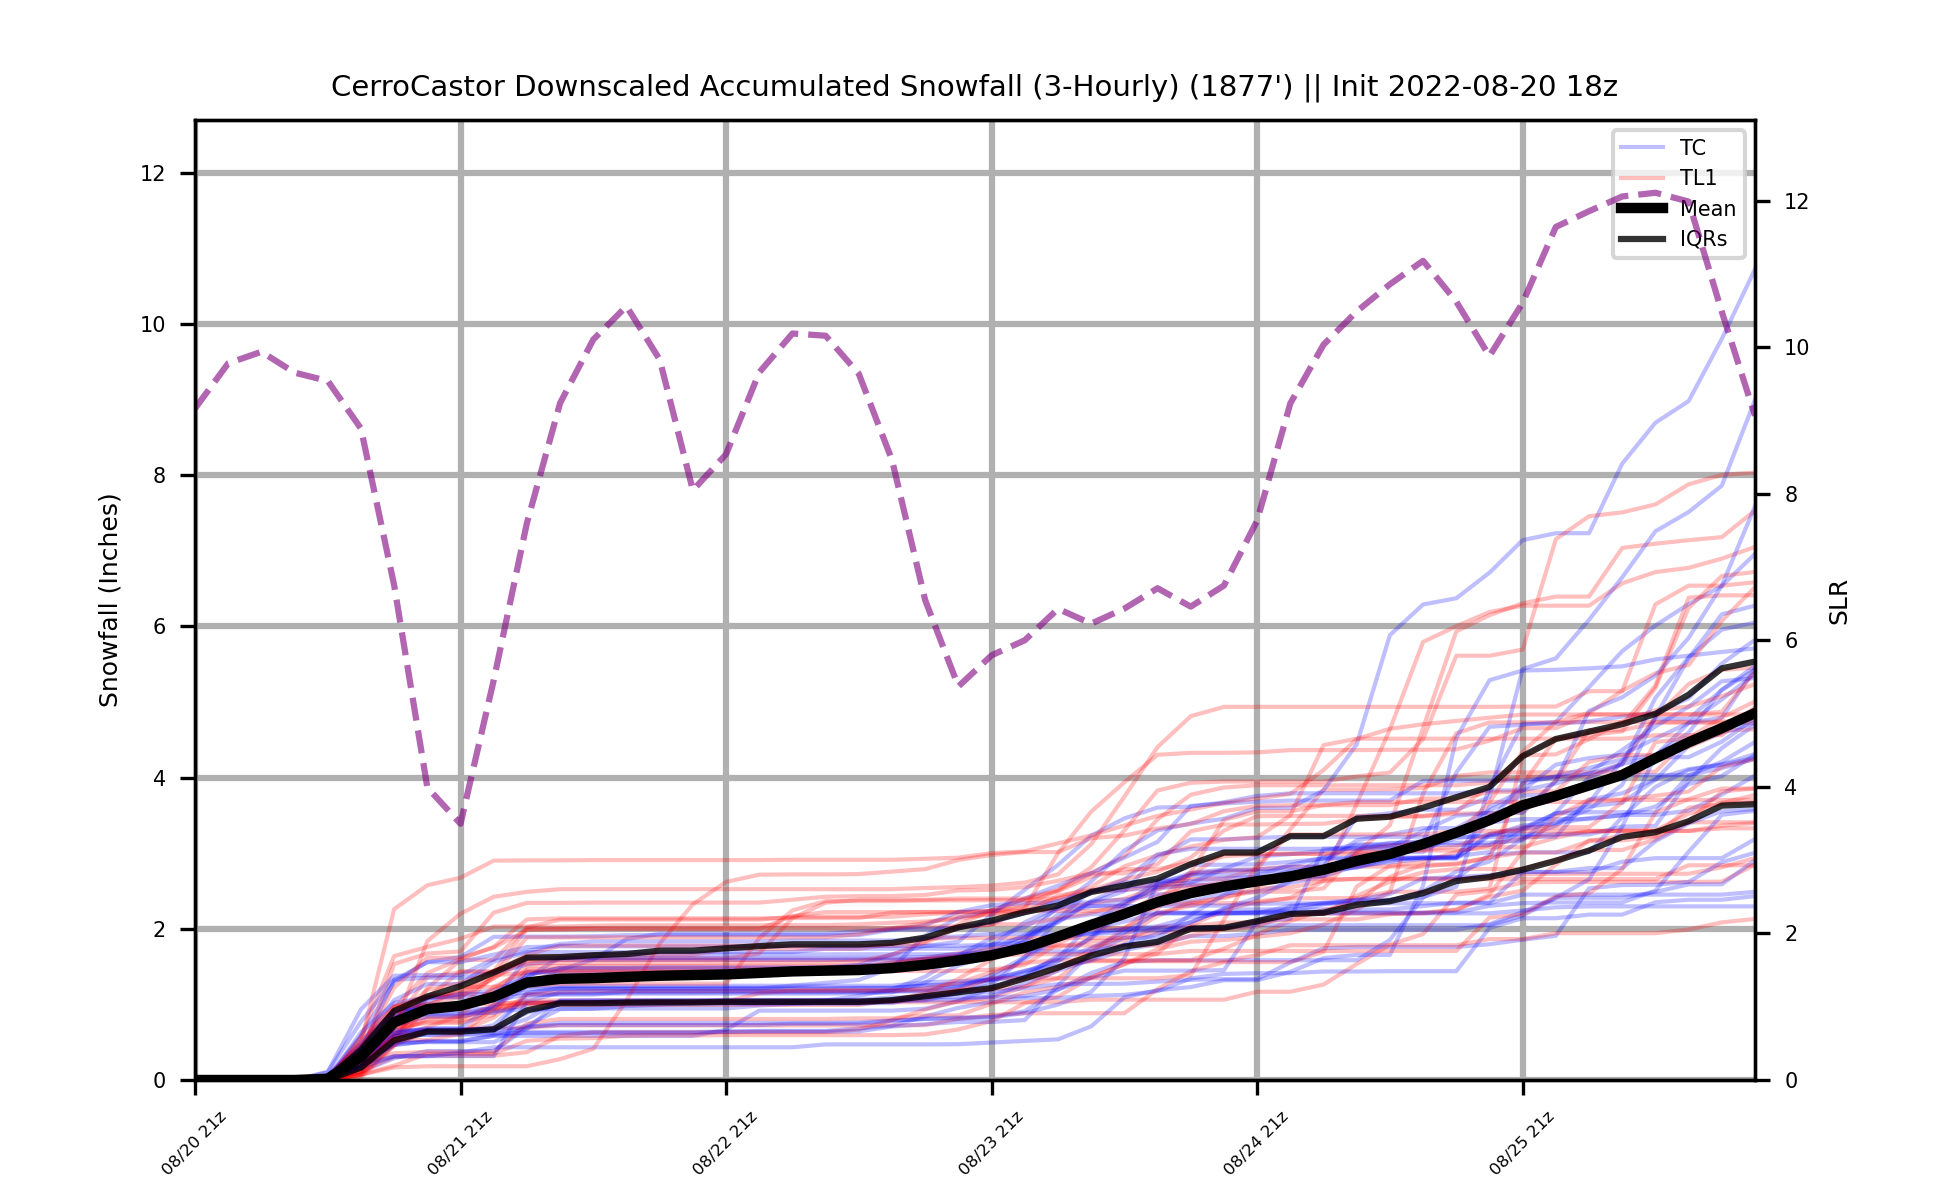 CerroCastor Downscaled Accumulated Snowfall (3-Hourly) (1877') || Init 2022-08-20 18z
TC
TL1
Mean
IQRs
Snowfall (Inches)
12
10
8
6
4
2
0
SLR
12
10
8
6
4
2
0
08/20 21z
08/21 21z
08/22 21z
08/23 21z
08/24 21z
08/25 21z